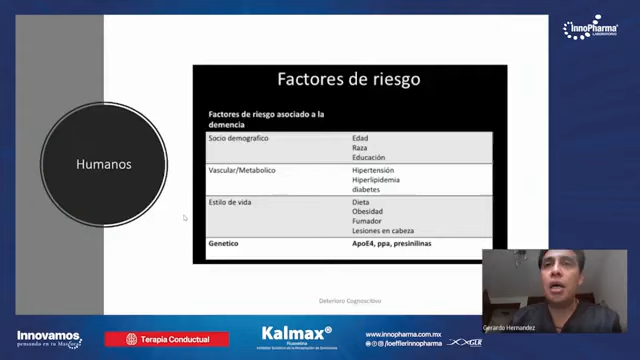 InnoPharma
LABORATORIOS
Factores de riesgo
Factores de riesgo asociado a la
demencia
Socio demografico
Edad
Raza
Educación
Vascular/Metabolico
Hipertensión
Hiperlipidemia
diabetes
Estilo de vida
Dieta
Obesidad
Fumador
Lesiones en cabeza
Genetico
ApoE4, ppa, presinilinas
Humanos
Deterioro Cognoscitivo
Gerardo Hernandez
Innovamos
pensando en tu
Terapia Conductual
Kalmax®
Fluoxetina
www.innopharma.com.mx
/loefflerinnopharma